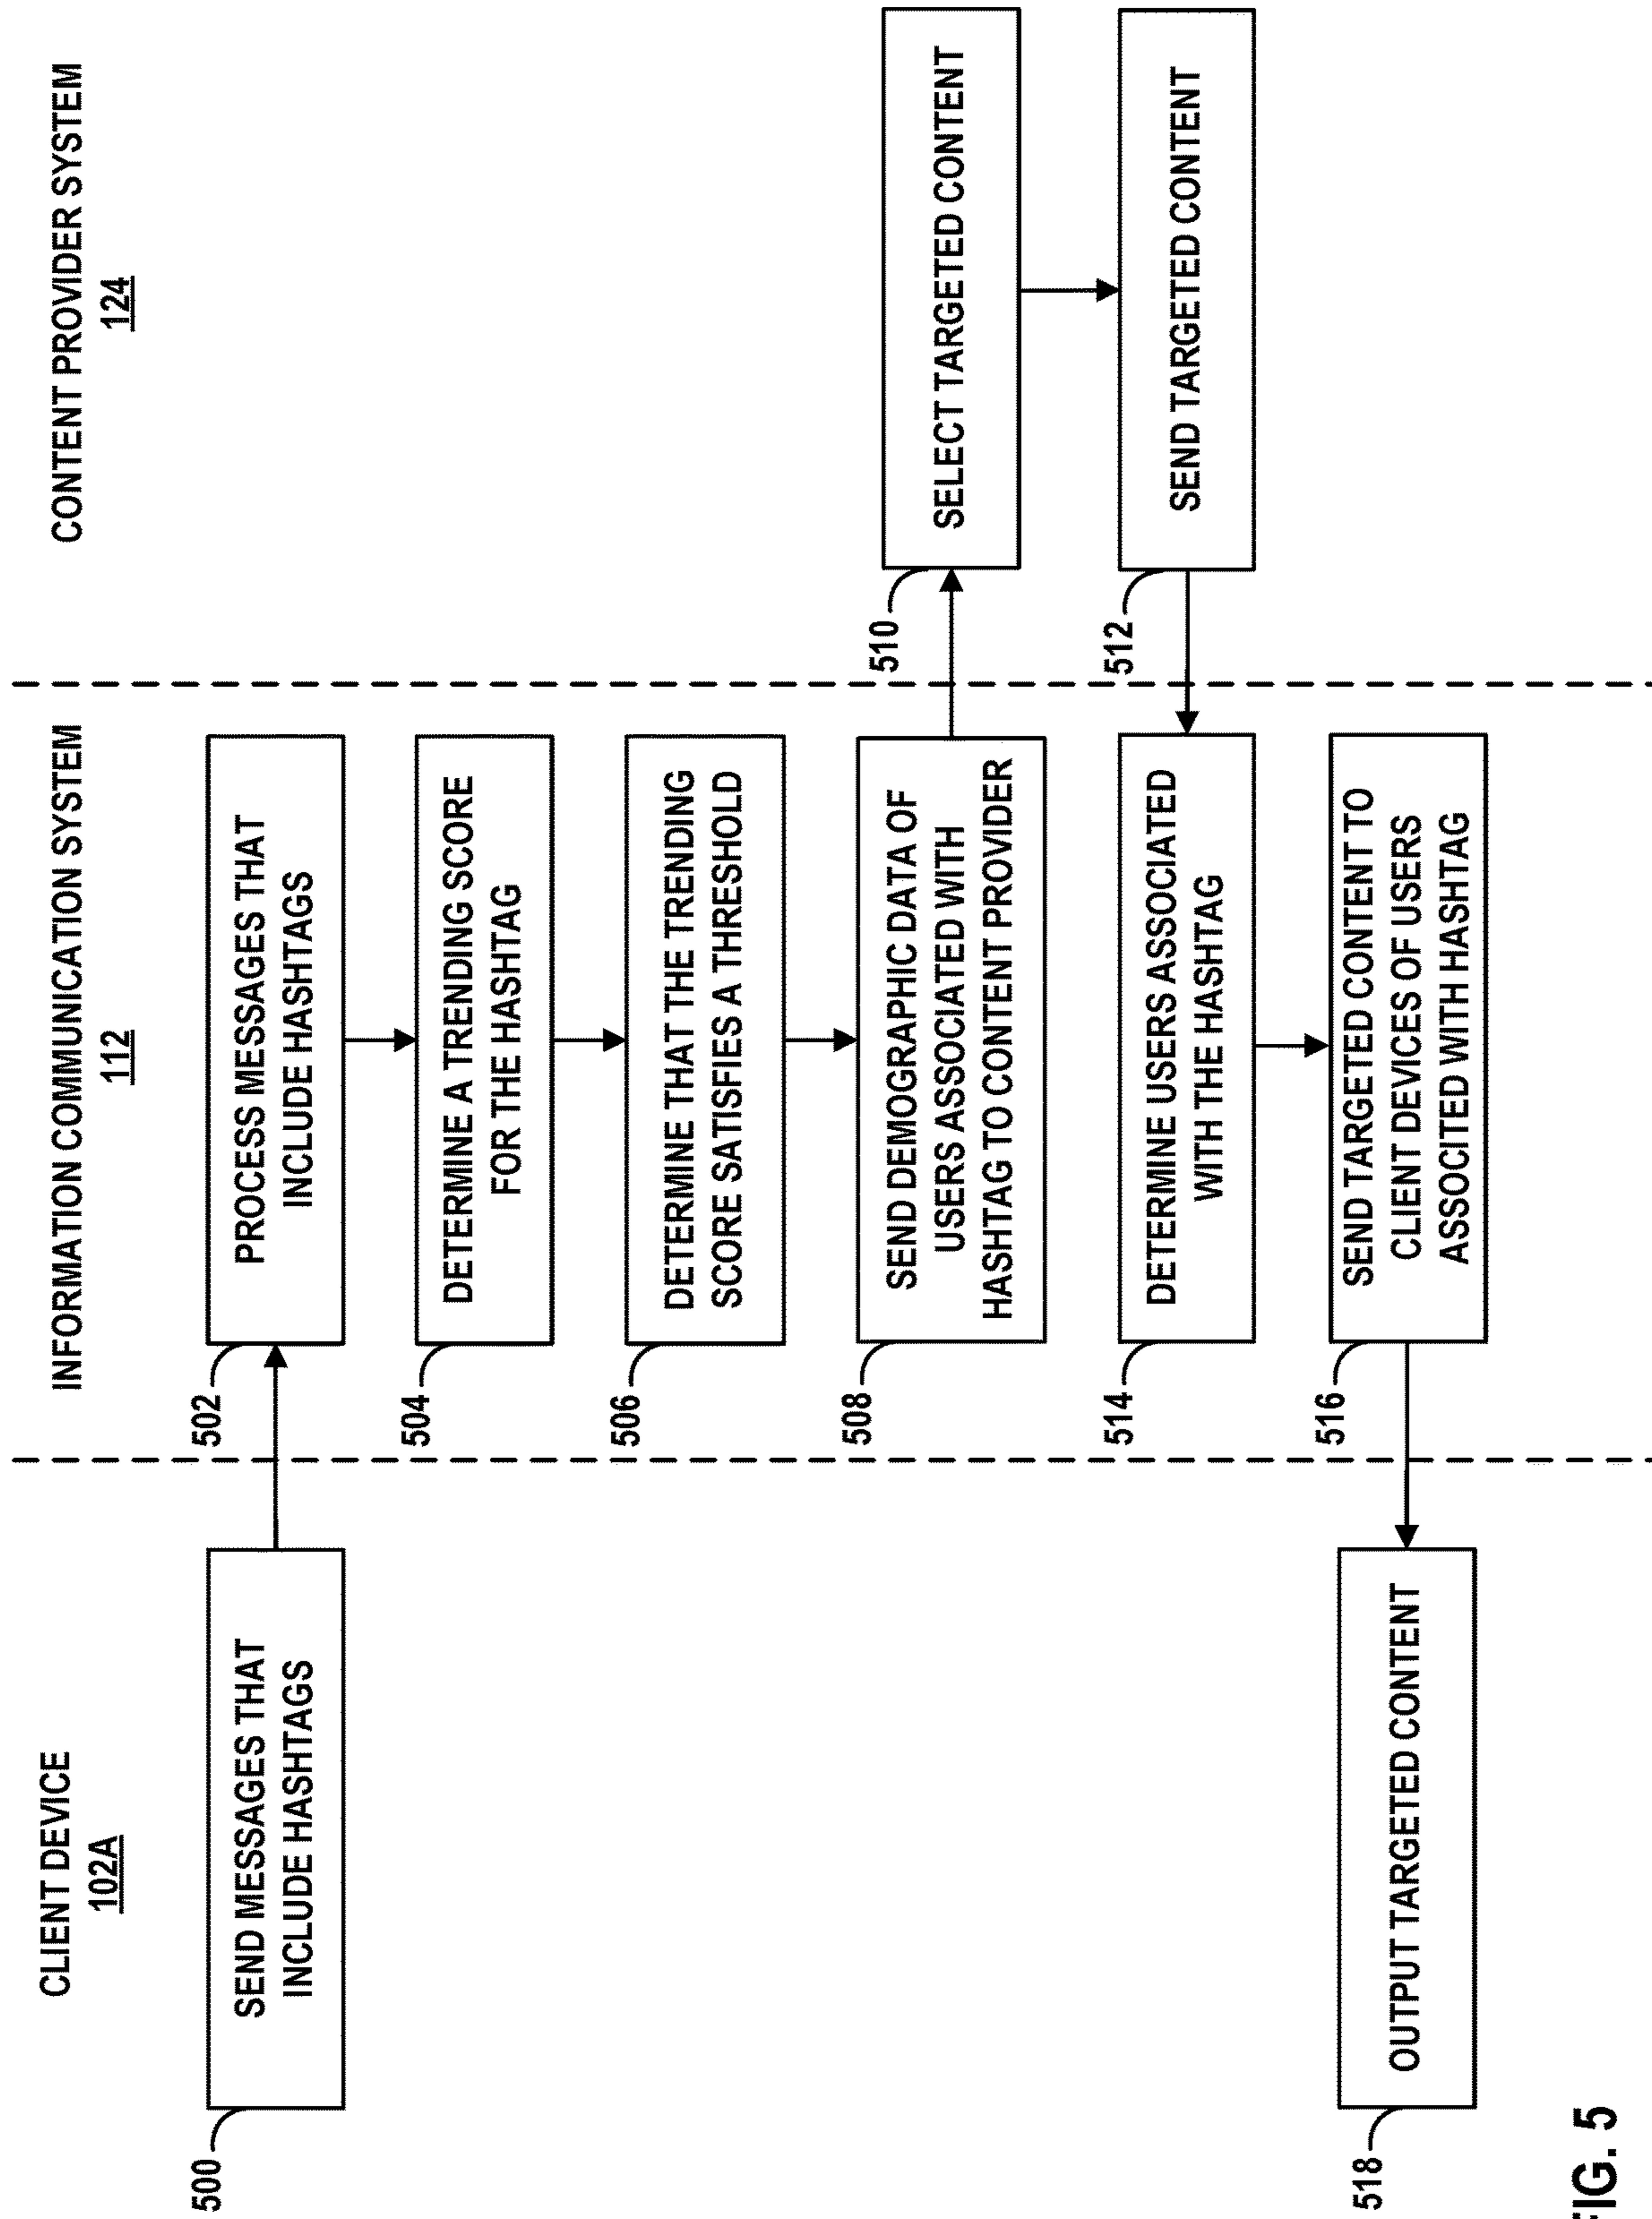 CLIENT DEVICE
102A
INFORMATION COMMUNICATION SYSTEM
112
CONTENT PROVIDER SYSTEM
124
500
SEND MESSAGES THAT
INCLUDE HASHTAGS
502
PROCESS MESSAGES THAT
INCLUDE HASHTAGS
504
DETERMINE A TRENDING SCORE
FOR THE HASHTAG
506
DETERMINE THAT THE TRENDING
SCORE SATISFIES A THRESHOLD
508
SEND DEMOGRAPHIC DATA OF
USERS ASSOCIATED WITH
HASHTAG TO CONTENT PROVIDER
510
SELECT TARGETED CONTENT
512
SEND TARGETED CONTENT
514
DETERMINE USERS ASSOCIATED
WITH THE HASHTAG
516
SEND TARGETED CONTENT TO
CLIENT DEVICES OF USERS
ASSOCITED WITH HASHTAG
518
OUTPUT TARGETED CONTENT
FIG. 5